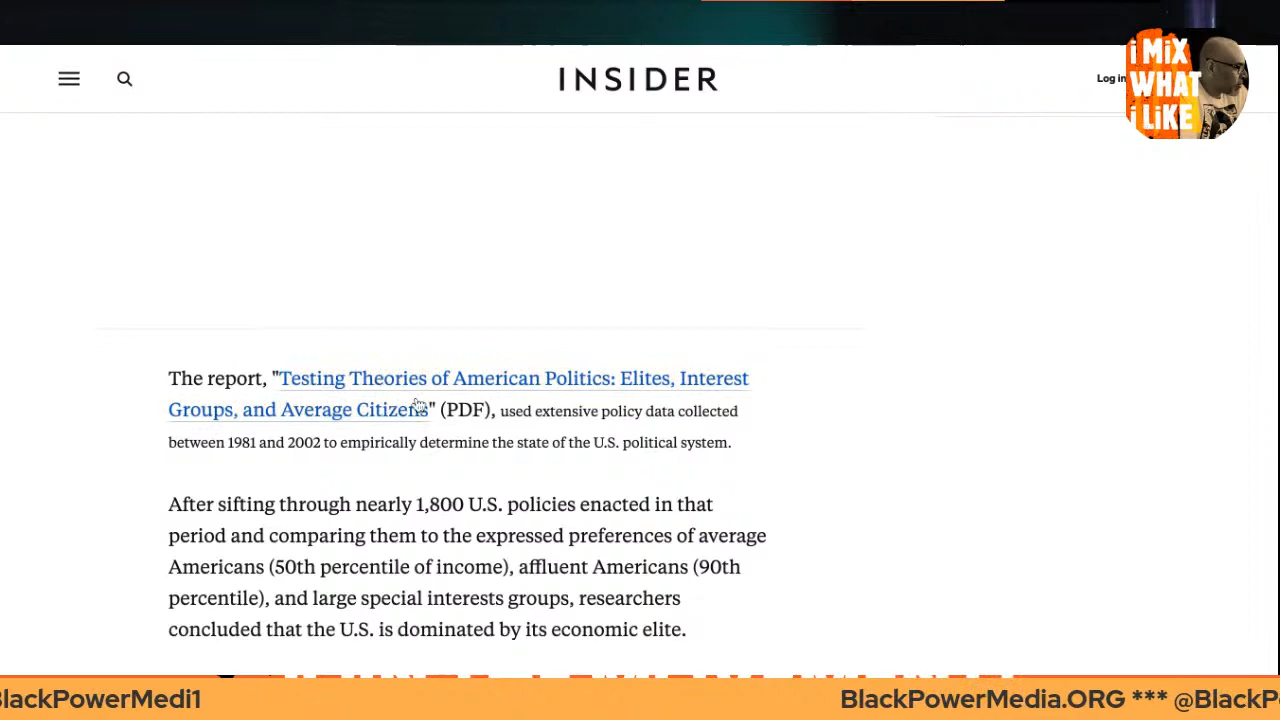 INSIDER
Log in
i MiX
WHAT
i LiKE
The report, "Testing Theories of American Politics: Elites, Interest
Groups, and Average Citizens" (PDF), used extensive policy data collected
between 1981 and 2002 to empirically determine the state of the U.S. political system.
After sifting through nearly 1,800 U.S. policies enacted in that
period and comparing them to the expressed preferences of average
Americans (50th percentile of income), affluent Americans (90th
percentile), and large special interests groups, researchers
concluded that the U.S. is dominated by its economic elite.
lackPowerMedi1 BlackPowerMedia.ORG *** @BlackP